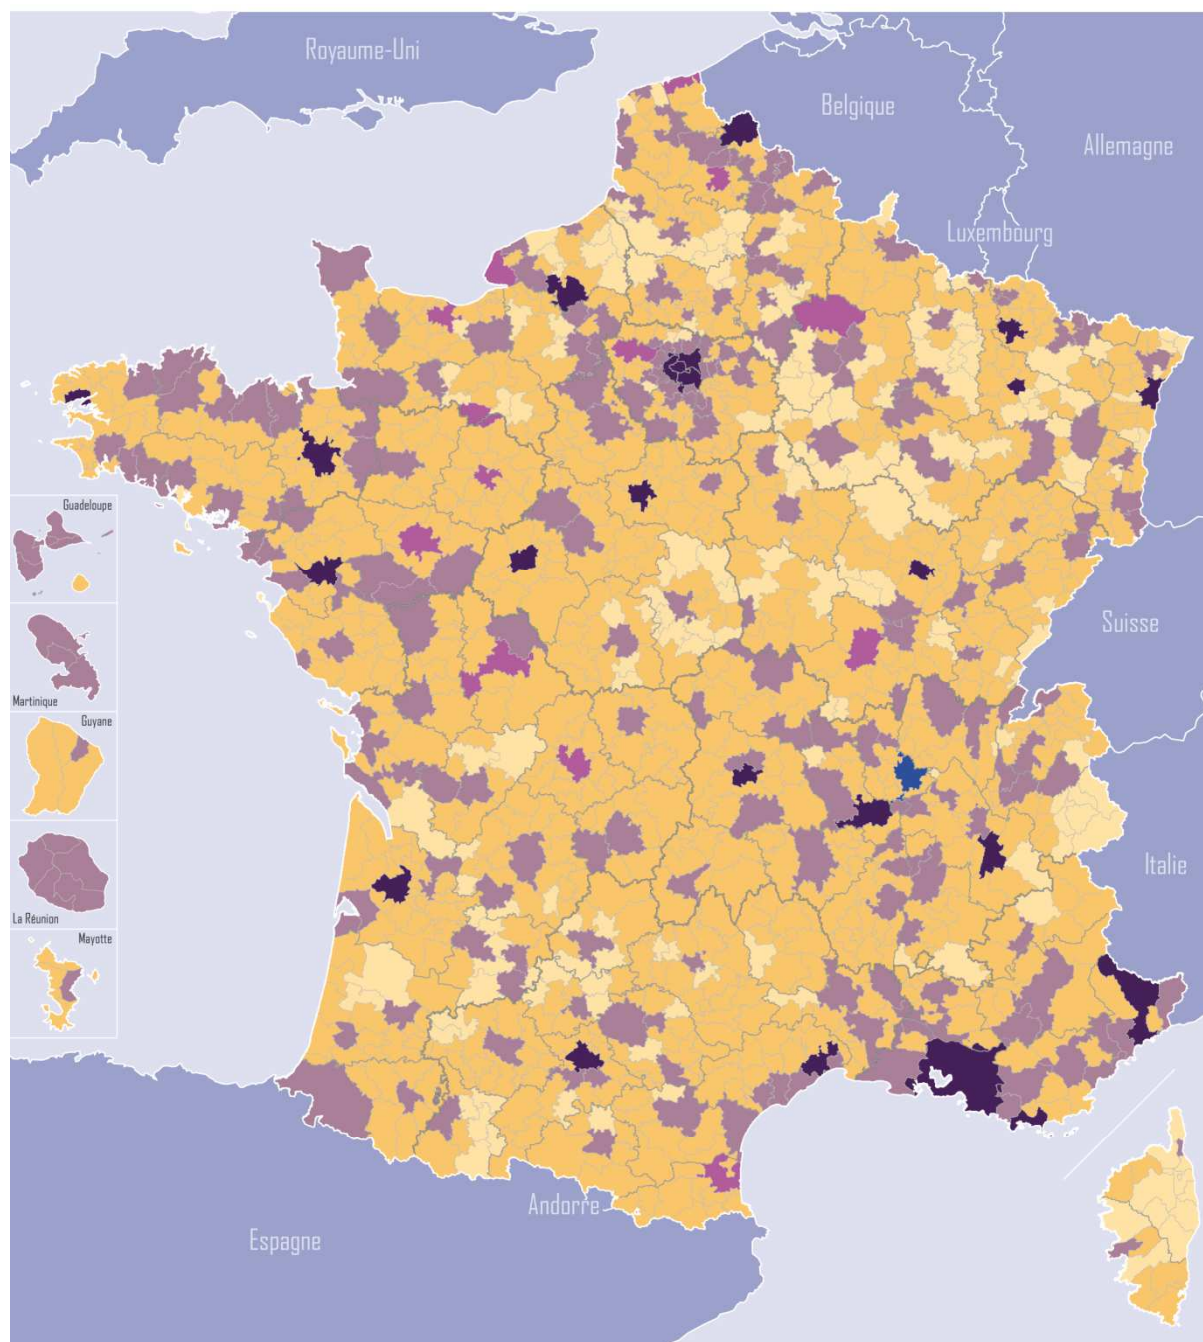 Royaume-Uni
Belgique
Allemagne
Luxembourg
Guadeloupe
Martinique
Suisse
Guyane
La Réunion
Italie
Mayotte
Andorre
Espagne